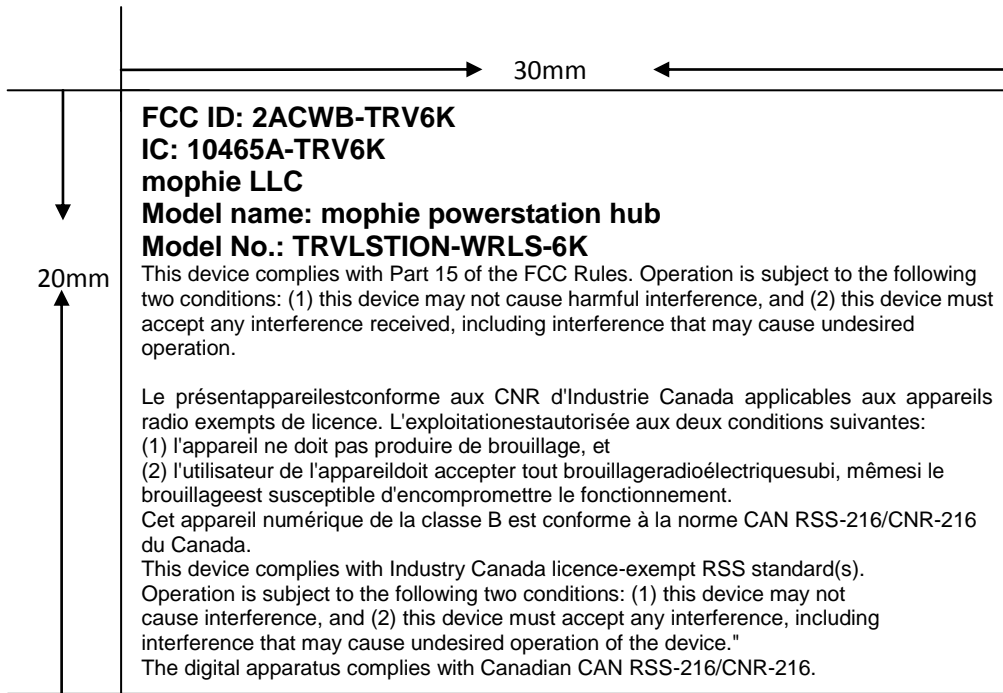 30mm
FCC ID: 2ACWB-TRV6K
IC: 10465A-TRV6K
mophie LLC
Model name: mophie powerstation hub
Model No.: TRVLSTION-WRLS-6K
20mm
This device complies with Part 15 of the FCC Rules. Operation is subject to the following
two conditions: (1) this device may not cause harmful interference, and (2) this device must
accept any interference received, including interference that may cause undesired
operation.
Le présentappareilestconforme aux CNR d'Industrie Canada applicables aux appareils
radio exempts de licence. L'exploitationestautorisée aux deux conditions suivantes:
(1) l'appareil ne doit pas produire de brouillage, et
(2) l'utilisateur de l'appareildoit accepter tout brouillageradioélectriquesubi, mêmesi le
brouillageest susceptible d'encompromettre le fonctionnement.
Cet appareil numérique de la classe B est conforme à la norme CAN RSS-216/CNR-216
du Canada.
This device complies with Industry Canada licence-exempt RSS standard(s).
Operation is subject to the following two conditions: (1) this device may not
cause interference, and (2) this device must accept any interference, including
interference that may cause undesired operation of the device."
The digital apparatus complies with Canadian CAN RSS-216/CNR-216.